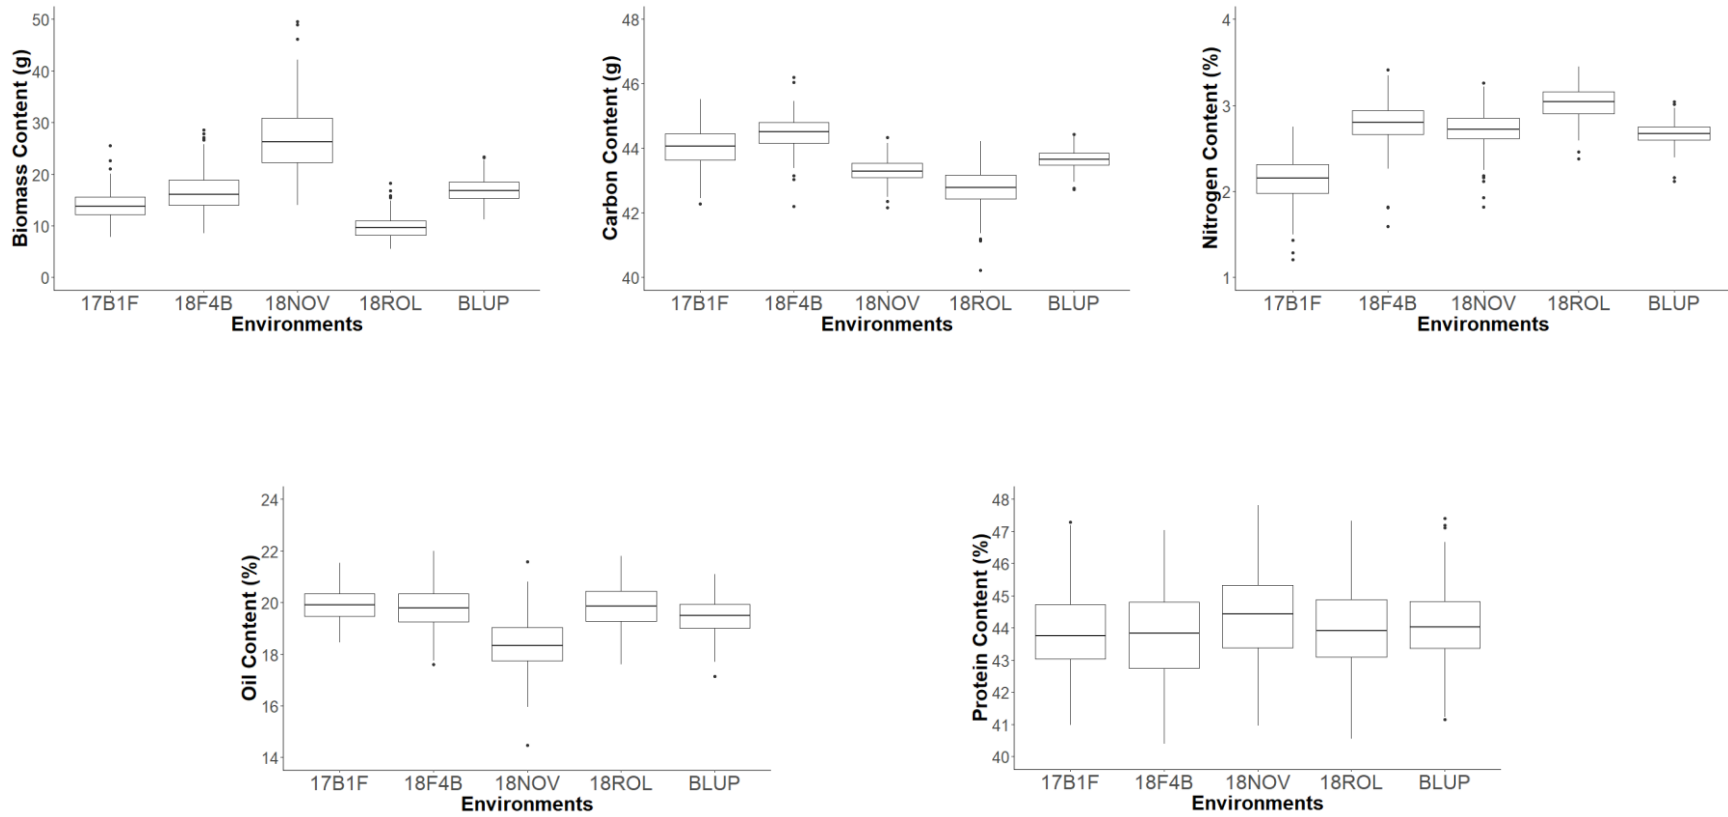 Biomass Content (g)
50
40
30
20
10
0
17B1F 18F4B 18NOV 18ROL BLUP
Environments
Carbon Content (g)
48
46
44
42
40
17B1F 18F4B 18NOV 18ROL BLUP
Environments
Nitrogen Content (%)
4
3
2
1
17B1F 18F4B 18NOV 18ROL BLUP
Environments
Oil Content (%)
24
22
20
18
16
14
17B1F 18F4B 18NOV 18ROL BLUP
Environments
Protein Content (%)
48
47
46
45
44
43
42
41
40
17B1F 18F4B 18NOV 18ROL BLUP
Environments